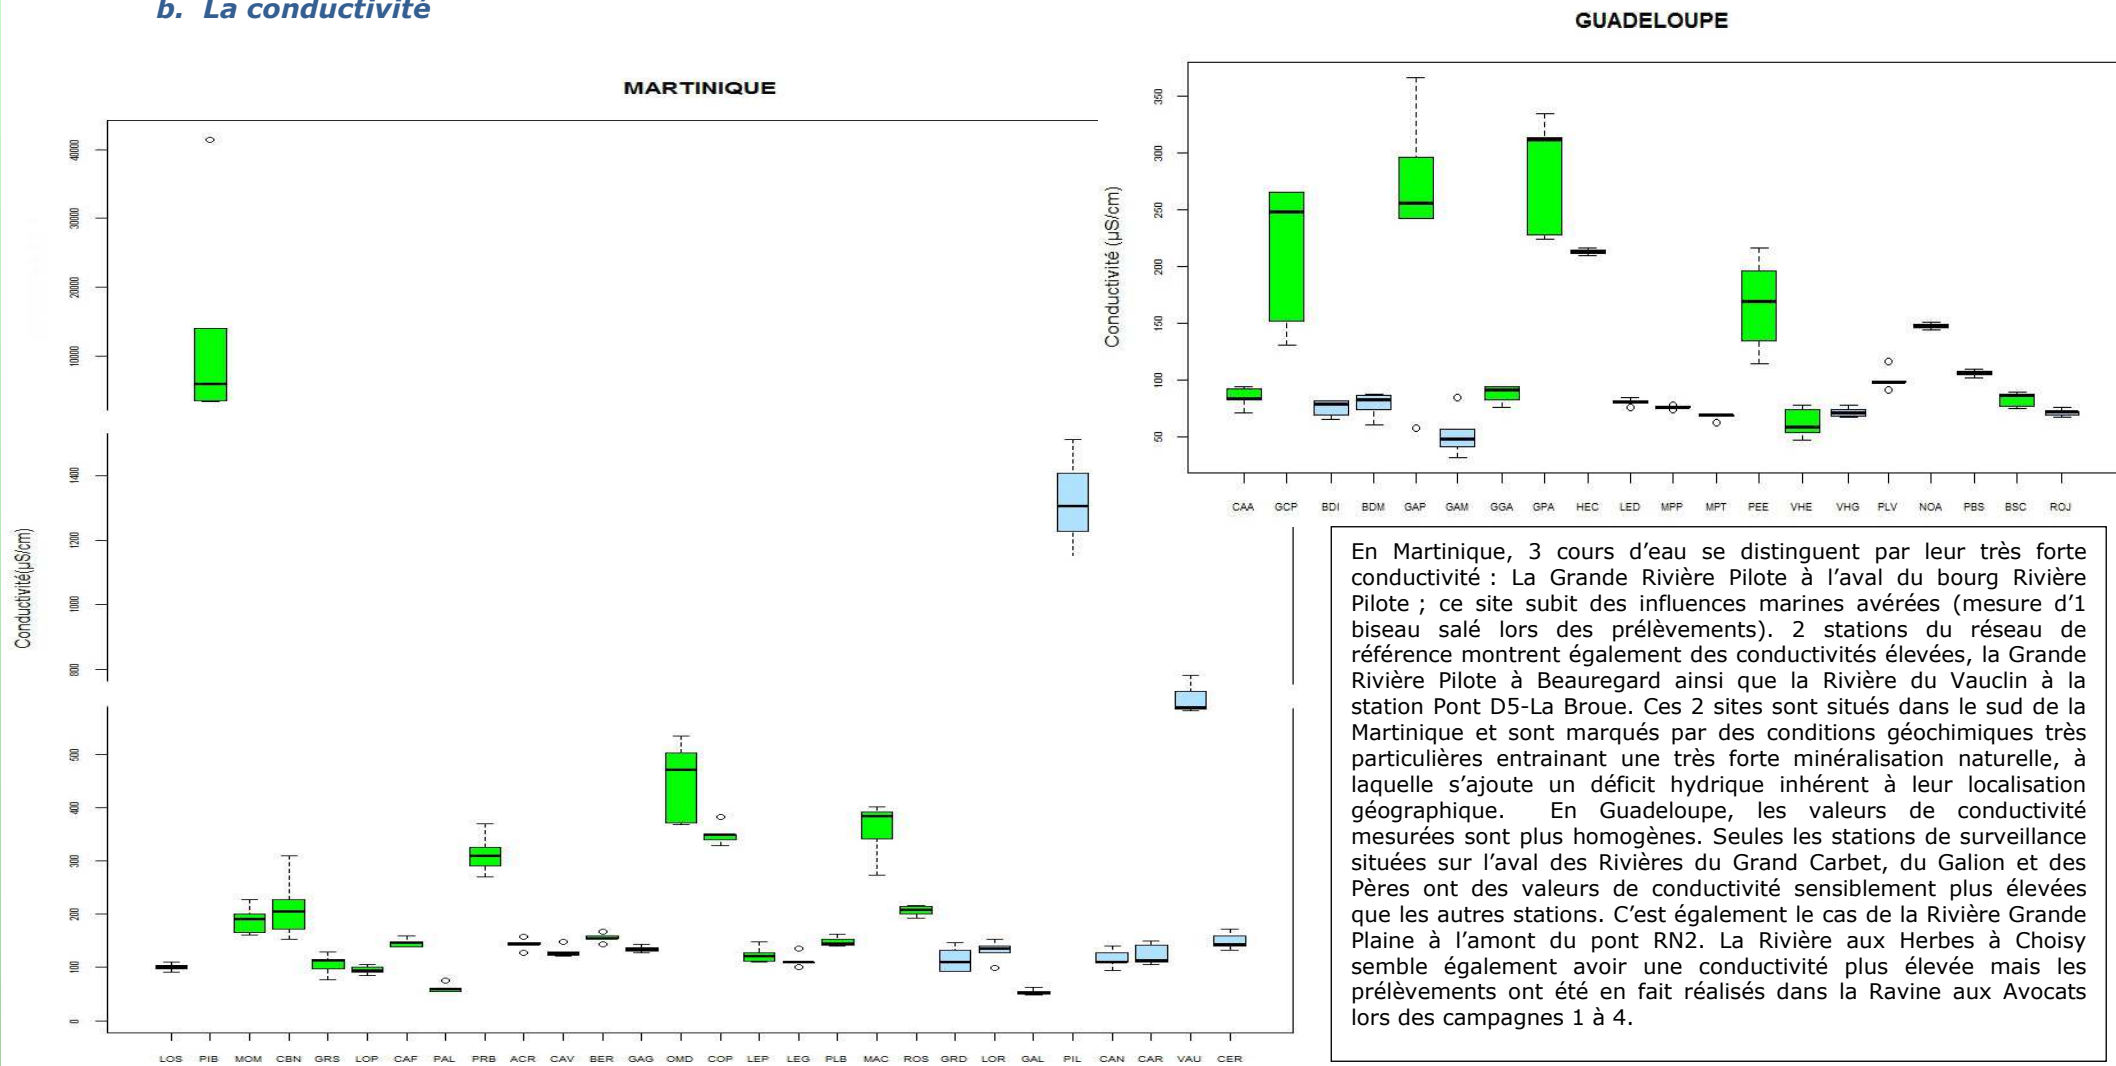 b. La conductivité
MARTINIQUE
Conductivité(µS/cm)
40000
30000
20000
10000
1400
1200
1000
800
500
400
300
200
100
0
LOS PIB MOM CBN GRS LOP CAF PAL PRB ACR CAV BER GAG OMD COP LEP LEG PLB MAC ROS GRD LOR GAL PIL CAN CAR VAU CER
GUADELOUPE
Conductivité (µS/cm)
350
300
250
200
150
100
50
CAA GCP BDI BDM GAP GAM GGA GPA HEC LED MPP MPT PEE VHE VHG PLV NOA PBS BSC ROJ
En Martinique, 3 cours d’eau se distinguent par leur très forte
conductivité : La Grande Rivière Pilote à l’aval du bourg Rivière
Pilote ; ce site subit des influences marines avérées (mesure d’1
biseau salé lors des prélèvements). 2 stations du réseau de
référence montrent également des conductivités élevées, la Grande
Rivière Pilote à Beauregard ainsi que la Rivière du Vauclin à la
station Pont D5-La Broue. Ces 2 sites sont situés dans le sud de la
Martinique et sont marqués par des conditions géochimiques très
particulières entrainant une très forte minéralisation naturelle, à
laquelle s’ajoute un déficit hydrique inhérent à leur localisation
géographique. En Guadeloupe, les valeurs de conductivité
mesurées sont plus homogènes. Seules les stations de surveillance
situées sur l’aval des Rivières du Grand Carbet, du Galion et des
Pères ont des valeurs de conductivité sensiblement plus élevées
que les autres stations. C’est également le cas de la Rivière Grande
Plaine à l’amont du pont RN2. La Rivière aux Herbes à Choisy
semble également avoir une conductivité plus élevée mais les
prélèvements ont été en fait réalisés dans la Ravine aux Avocats
lors des campagnes 1 à 4.